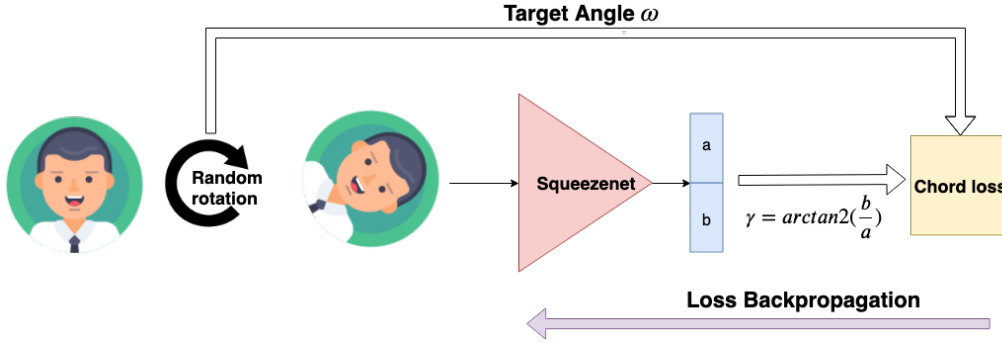 Target Angle ω
Random
rotation
Squeezenet
a
b
γ = arctan2(b/a)
Chord loss
Loss Backpropagation